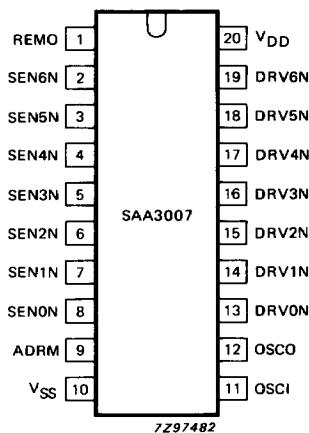 REMO 1 20 VDD
SEN6N 2 19 DRV6N
SEN5N 3 18 DRV5N
SEN4N 4 17 DRV4N
SEN3N 5 16 DRV3N
SAA3007
SEN2N 6 15 DRV2N
SEN1N 7 14 DRV1N
SEN0N 8 13 DRV0N
ADRM 9 12 OSCO
VSS 10 11 OSCI
7Z97482